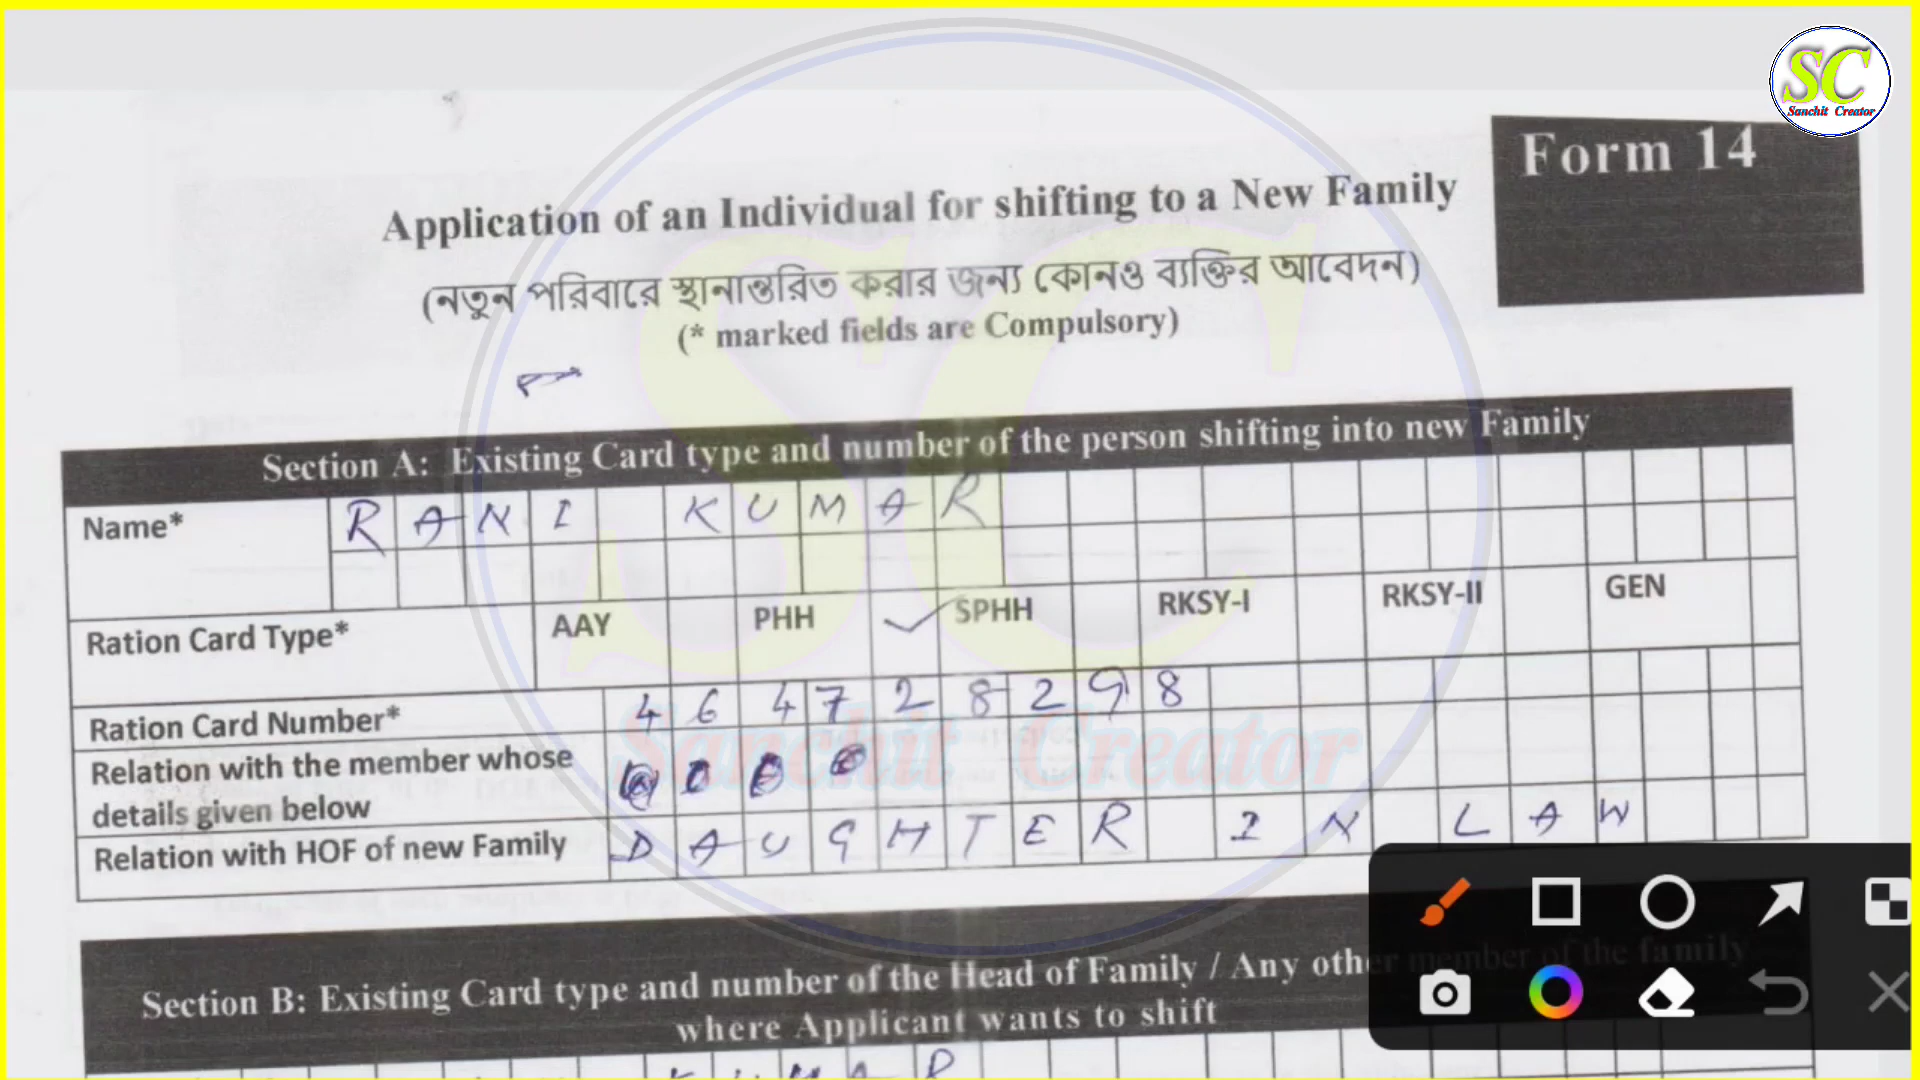 SC
Sanchit Creator
Form 14
Application of an Individual for shifting to a New Family
(নতুন পরিবারে স্থানান্তরিত করার জন্য কোনও ব্যক্তির আবেদন)
(* marked fields are Compulsory)
Section A: Existing Card type and number of the person shifting into new Family
Name* RANI KUMAR
Ration Card Type* AAY PHH ✓ SPHH RKSY-I RKSY-II GEN
Ration Card Number* 464728298
Relation with the member whose
details given below
Relation with HOF of new Family DAUGHTER IN LAW
SC
Sanchit Creator
Section B: Existing Card type and number of the Head of Family / Any other member of the family
where Applicant wants to shift